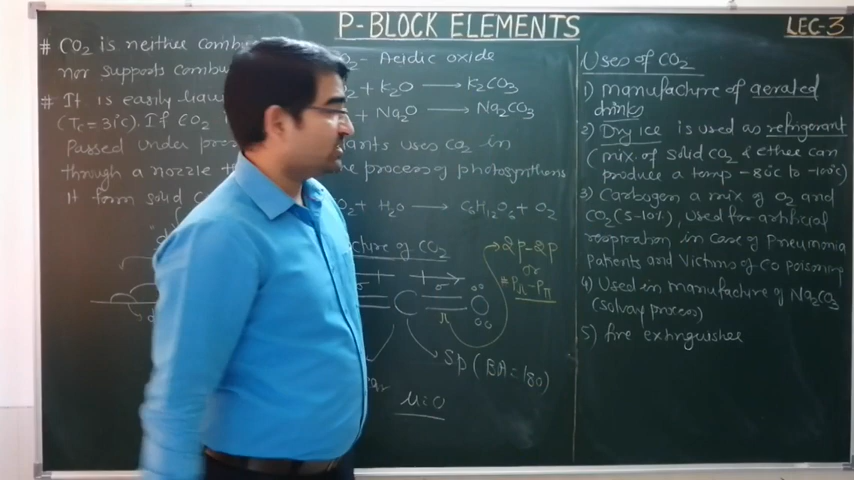 P-BLOCK ELEMENTS
LEC-3
# CO2 is neither comb
nor supports combu
# It is easily
(Tc=31°c). If CO2
Passed under
through a nozzle
It form solid
- Acidic oxide
+ K2O → K2CO3
+ Na2O → Na2CO3
ants uses CO2 in
process of photosynthesis
+ H2O → C6H12O6 + O2
cture of CO2
C
σ
σ
π
O
2P-2P
or
Pπ-Pπ
Sp (BA=180)
μ=0
Uses of CO2
1) manufacture of aerated
drinks
2) Dry ice is used as refrigerant
(mix. of solid CO2 & ether can
produce a temp -80°C to -100°C)
3) Carbogen a mix of O2 and
CO2 (5-10%), used for artificial
respiration in case of Pneumonia
Patients and Victims of CO poisoning
4) Used in manufacture of Na2CO3
(solvay process)
5) fire extinguisher